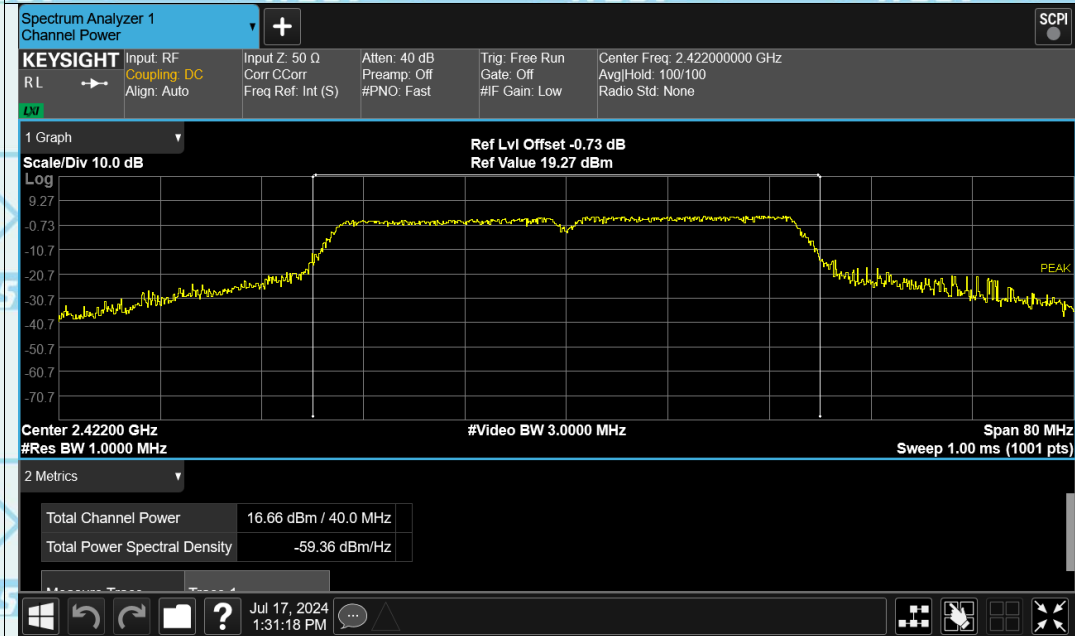 Spectrum Analyzer 1
Channel Power
+
SCPI
KEYSIGHT
R L
LXI
Input: RF
Coupling: DC
Align: Auto
Input Z: 50 Ω
Corr CCorr
Freq Ref: Int (S)
Atten: 40 dB
Preamp: Off
#PNO: Fast
Trig: Free Run
Gate: Off
#IF Gain: Low
Center Freq: 2.422000000 GHz
Avg|Hold: 100/100
Radio Std: None
1 Graph
Scale/Div 10.0 dB
Ref Lvl Offset -0.73 dB
Ref Value 19.27 dBm
Log
9.27
-0.73
-10.7
-20.7
-30.7
-40.7
-50.7
-60.7
-70.7
PEAK
Center 2.42200 GHz
#Res BW 1.0000 MHz
#Video BW 3.0000 MHz
Span 80 MHz
Sweep 1.00 ms (1001 pts)
2 Metrics
Total Channel Power 16.66 dBm / 40.0 MHz
Total Power Spectral Density -59.36 dBm/Hz
Measure Trace Trace 1
?
Jul 17, 2024
1:31:18 PM